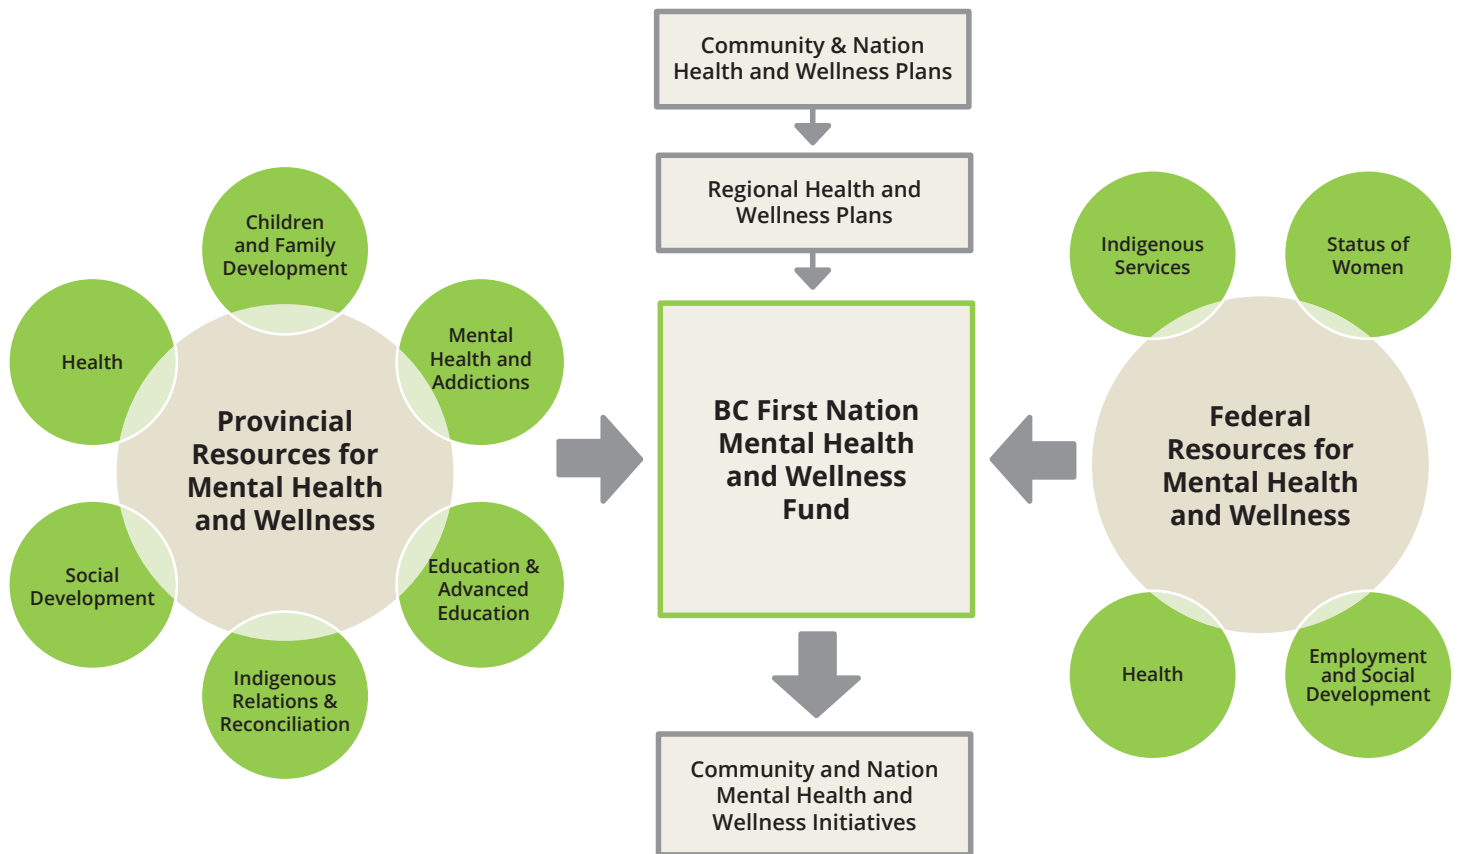 Community & Nation
Health and Wellness Plans
Regional Health and
Wellness Plans
Children
and Family
Development
Health
Mental
Health and
Addictions
Provincial
Resources for
Mental Health
and Wellness
Social
Development
Education &
Advanced
Education
Indigenous
Relations &
Reconciliation
BC First Nation
Mental Health
and Wellness
Fund
Indigenous
Services
Status of
Women
Federal
Resources for
Mental Health
and Wellness
Health
Employment
and Social
Development
Community and Nation
Mental Health and
Wellness Initiatives